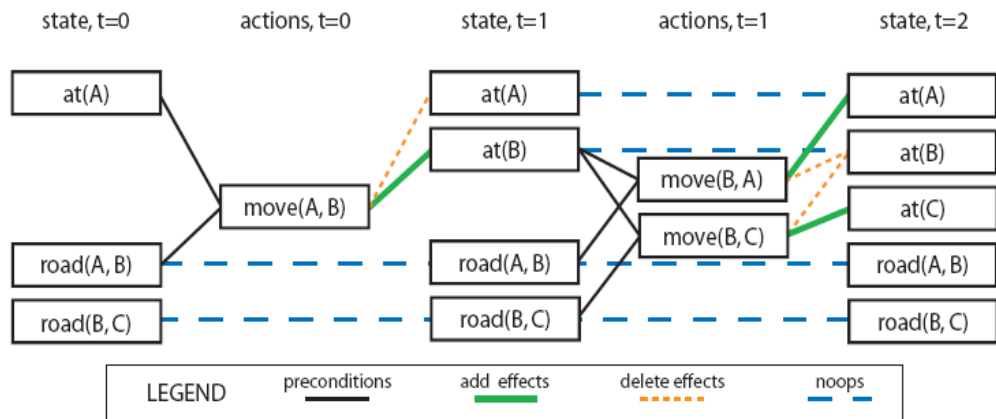 state, t=0 actions, t=0 state, t=1 actions, t=1 state, t=2
at(A) at(A) at(A)
at(B) at(B)
move(B, A)
move(A, B) at(C)
move(B, C)
road(A, B) road(A, B) road(A, B)
road(B, C) road(B, C) road(B, C)
LEGEND preconditions add effects delete effects noops